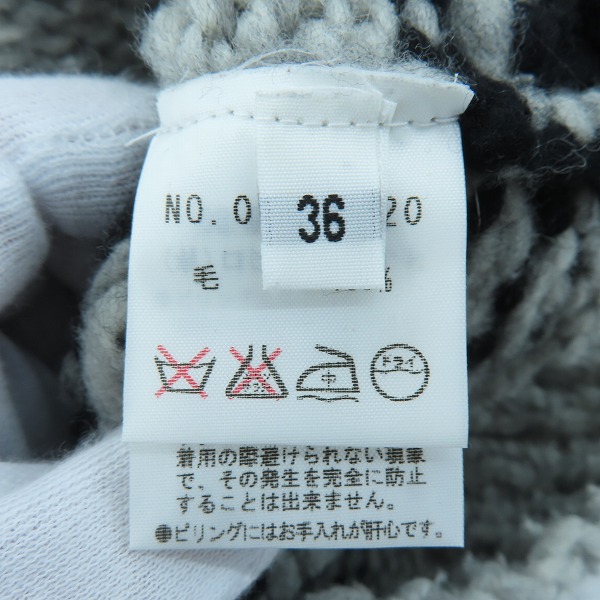 36
NO. 0 20
毛 %
ドライ
着用の際避けられない現象
で、その発生を完全に防止
することは出来ません。
●ピリングにはお手入れが肝心です。